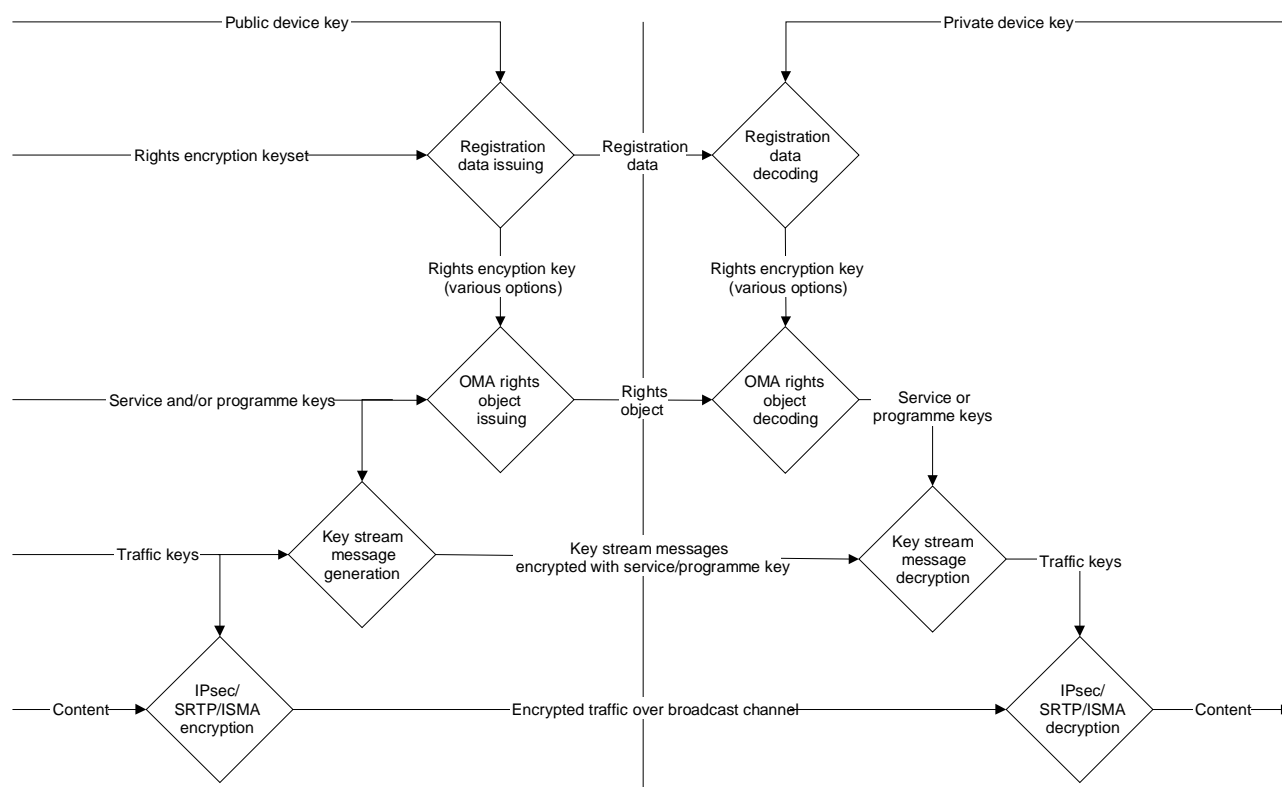 Public device key
Private device key
Rights encryption keyset
Registration
data issuing
Registration
data
Registration
data
decoding
Rights encyption key
(various options)
Rights encryption key
(various options)
Service and/or programme keys
OMA rights
object
issuing
Rights
object
OMA rights
object
decoding
Service or
programme keys
Traffic keys
Key stream
message
generation
Key stream messages
encrypted with service/programme key
Key stream
message
decryption
Traffic keys
Content
IPsec/
SRTP/ISMA
encryption
Encrypted traffic over broadcast channel
IPsec/
SRTP/ISMA
decryption
Content